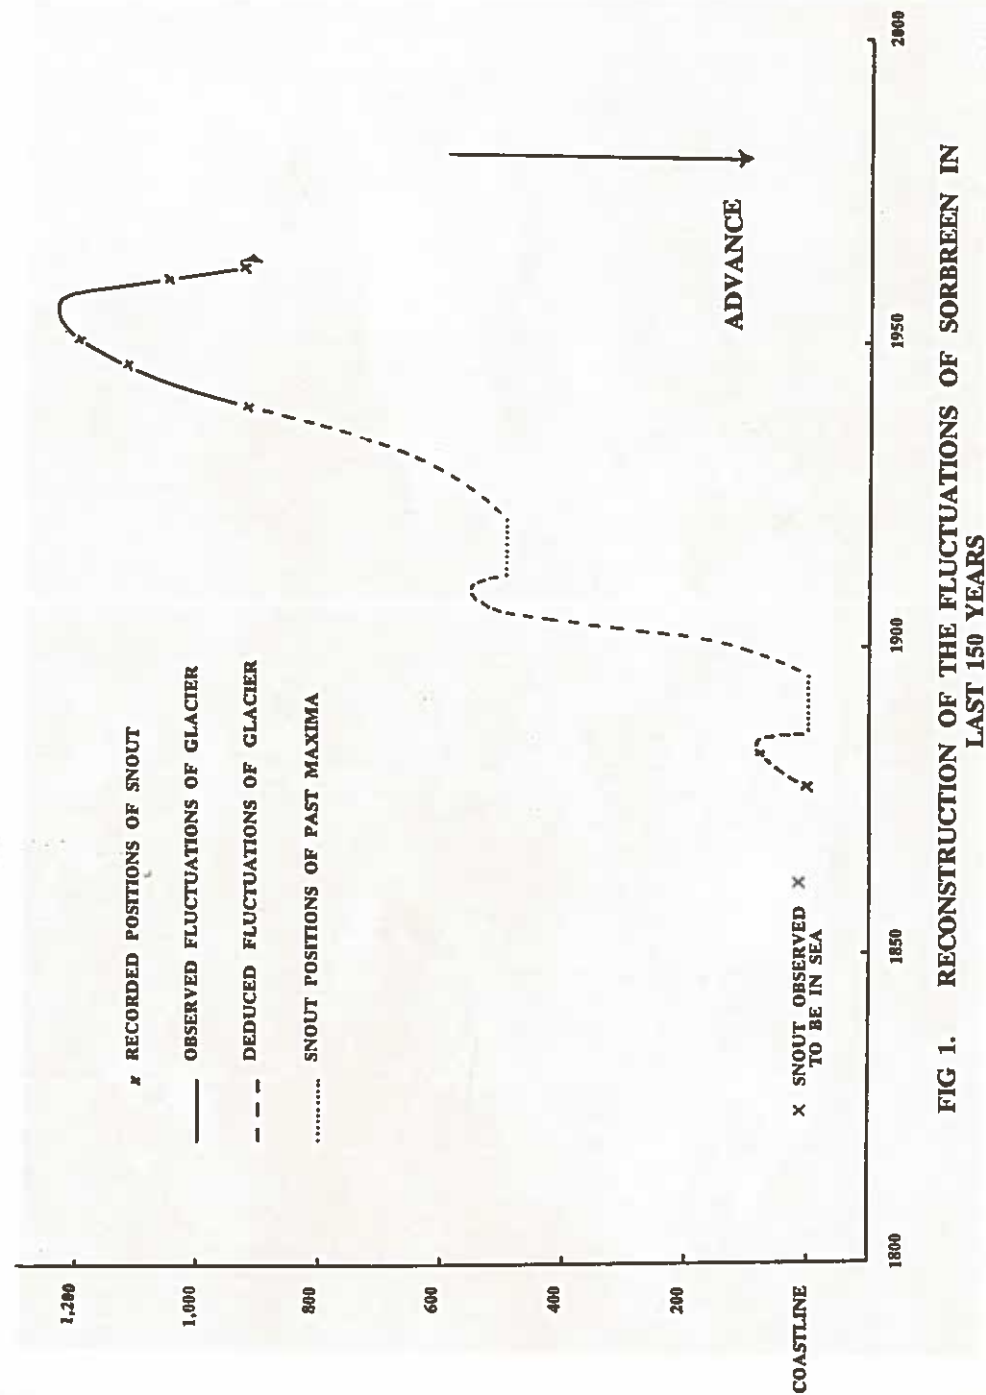 1,200
1,000
800
600
400
200
COASTLINE
x RECORDED POSITIONS OF SNOUT
OBSERVED FLUCTUATIONS OF GLACIER
DEDUCED FLUCTUATIONS OF GLACIER
SNOUT POSITIONS OF PAST MAXIMA
ADVANCE
x SNOUT OBSERVED x
TO BE IN SEA
1800
1850
1900
1950
2000
FIG 1. RECONSTRUCTION OF THE FLUCTUATIONS OF SORBREEN IN
LAST 150 YEARS